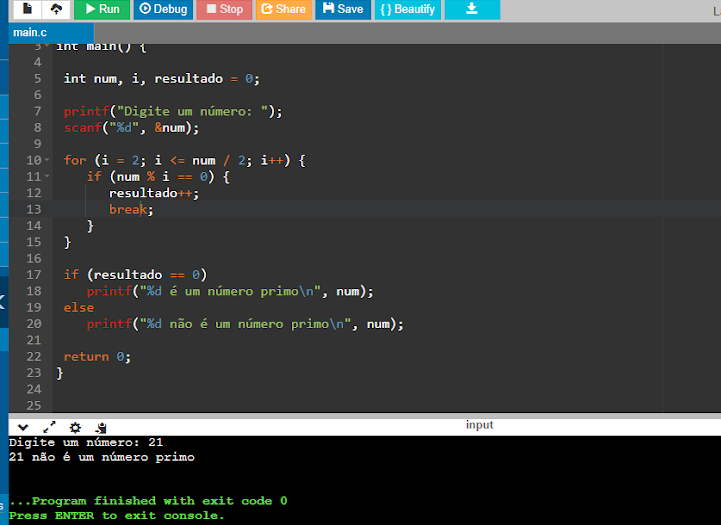 Run Debug Stop Share Save { } Beautify
main.c
3 int main() {
4
5 int num, i, resultado = 0;
6
7 printf("Digite um número: ");
8 scanf("%d", &num);
9
10 for (i = 2; i <= num / 2; i++) {
11 if (num % i == 0) {
12 resultado++;
13 break;
14 }
15 }
16
17 if (resultado == 0)
18 printf("%d é um número primo\n", num);
19 else
20 printf("%d não é um número primo\n", num);
21
22 return 0;
23 }
24
25
input
Digite um número: 21
21 não é um número primo
...Program finished with exit code 0
Press ENTER to exit console.